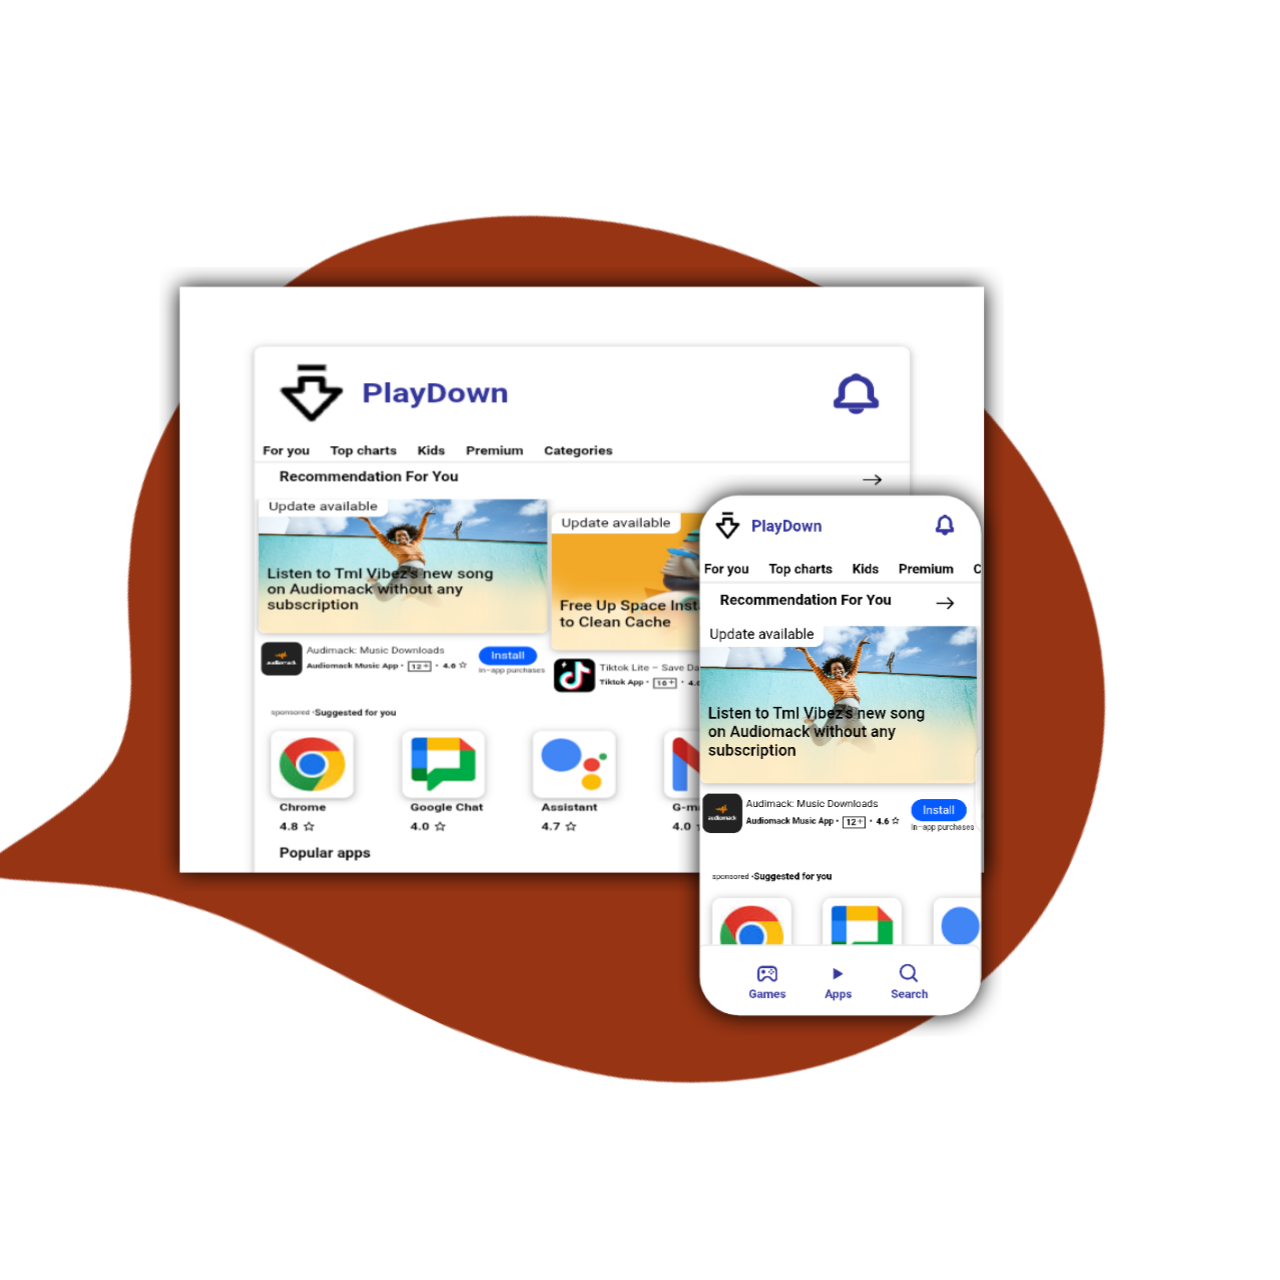 PlayDown
For you Top charts Kids Premium Categories
Recommendation For You
Update available
Listen to Tml Vibez's new song
on Audiomack without any
subscription
audiomack
Audimack: Music Downloads
Audiomack Music App • 12+ • 4.6
Install
In-app purchases
Update available
Free Up Space Inst
to Clean Cache
Tiktok Lite – Save Da
Tiktok App • 16+ • 4.
sponsored •Suggested for you
Chrome
4.8
Google Chat
4.0
Assistant
4.7
G-m
4.0
Popular apps
PlayDown
For you Top charts Kids Premium C
Recommendation For You
Update available
Listen to Tml Vibez's new song
on Audiomack without any
subscription
audiomack
Audimack: Music Downloads
Audiomack Music App • 12+ • 4.6
Install
In-app purchases
sponsored •Suggested for you
Games Apps Search